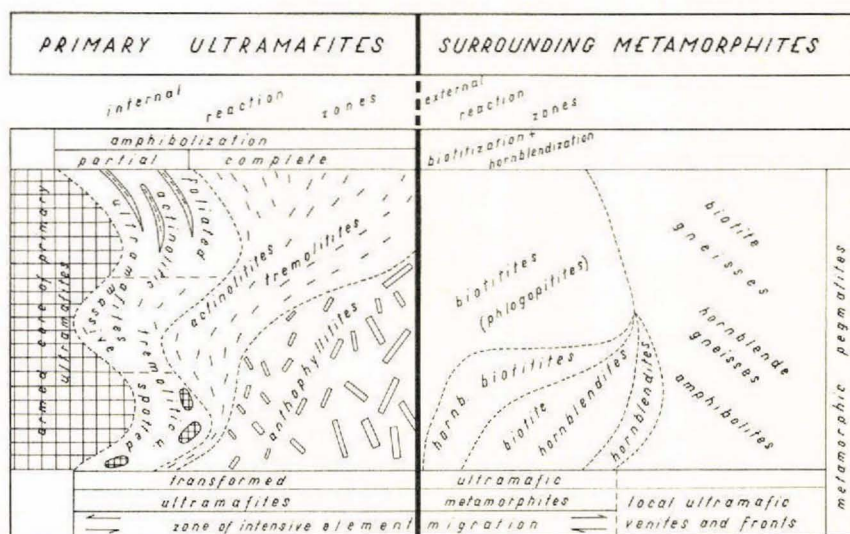 PRIMARY ULTRAMAFITES
SURROUNDING METAMORPHITES
internal reaction zones
external reaction zones
amphibolization
partial
complete
biotitization +
hornblendization
armed cone of primary
ultramafites
massive
ultramafites
actinolitic
foliated
tremolitic u.
spotted
actinolitites
tremolitites
anthophyllitites
biotitites
(phlogopitites)
hornb. biotitites
biotite
hornblendites
hornblendites
biotite
gneisses
hornblende
gneisses
amphibolites
metamorphic pegmatites
transformed
ultramafites
ultramafic
metamorphites
zone of intensive element migration
local ultramafic
venites and fronts